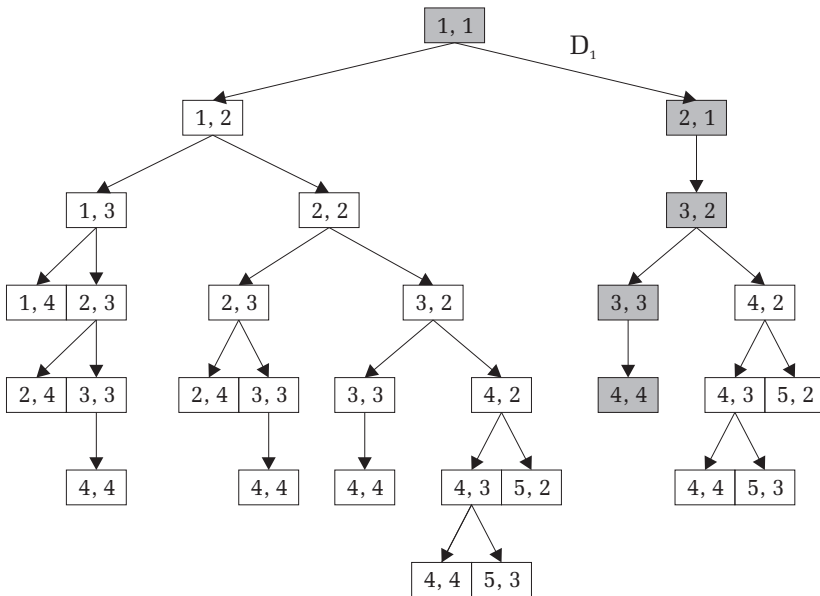 1, 1
D₁
1, 2 2, 1
1, 3 2, 2 3, 2
1, 4 2, 3 2, 3 3, 2 3, 3 4, 2
2, 4 3, 3 2, 4 3, 3 3, 3 4, 2 4, 4 4, 3 5, 2
4, 4 4, 4 4, 4 4, 3 5, 2 4, 4 5, 3
4, 4 5, 3